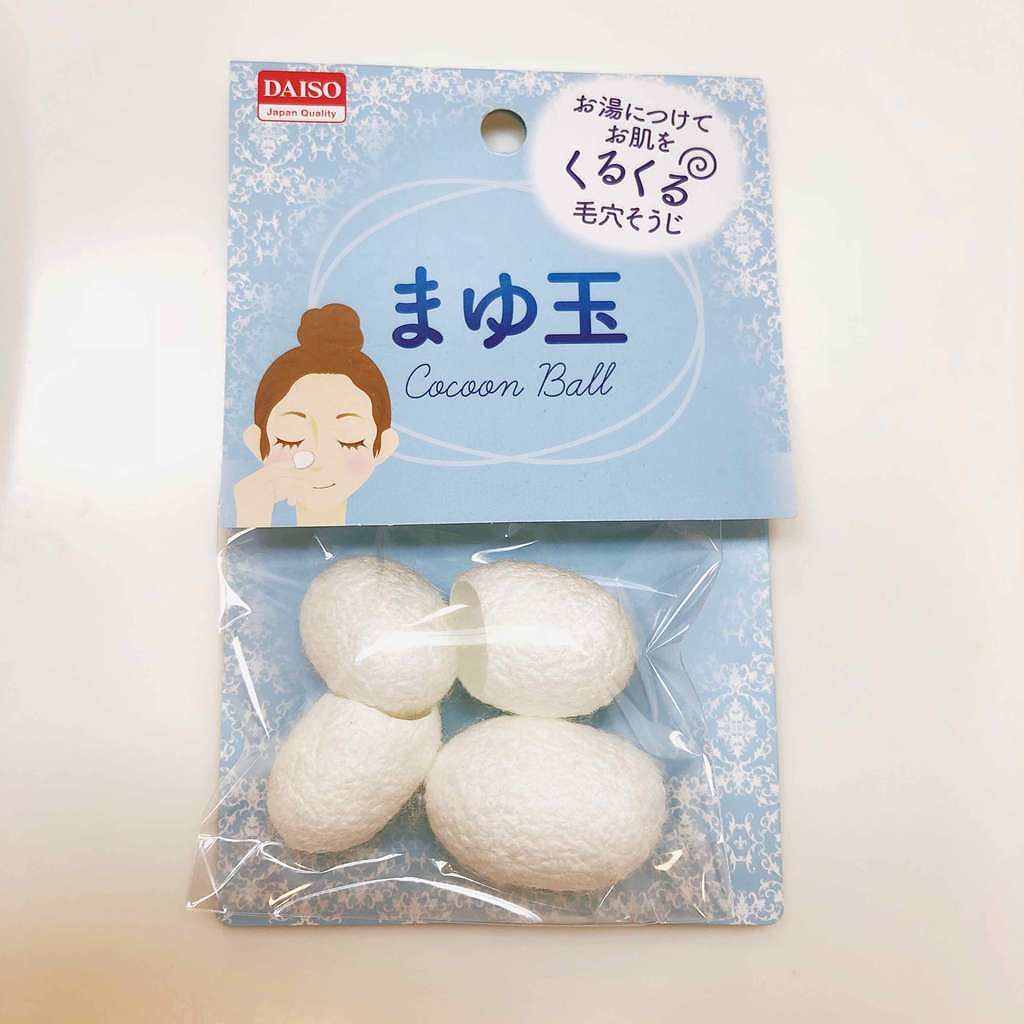 DAISO
Japan Quality
お湯につけて
お肌を
くるくる
毛穴そうじ
まゆ玉
Cocoon Ball